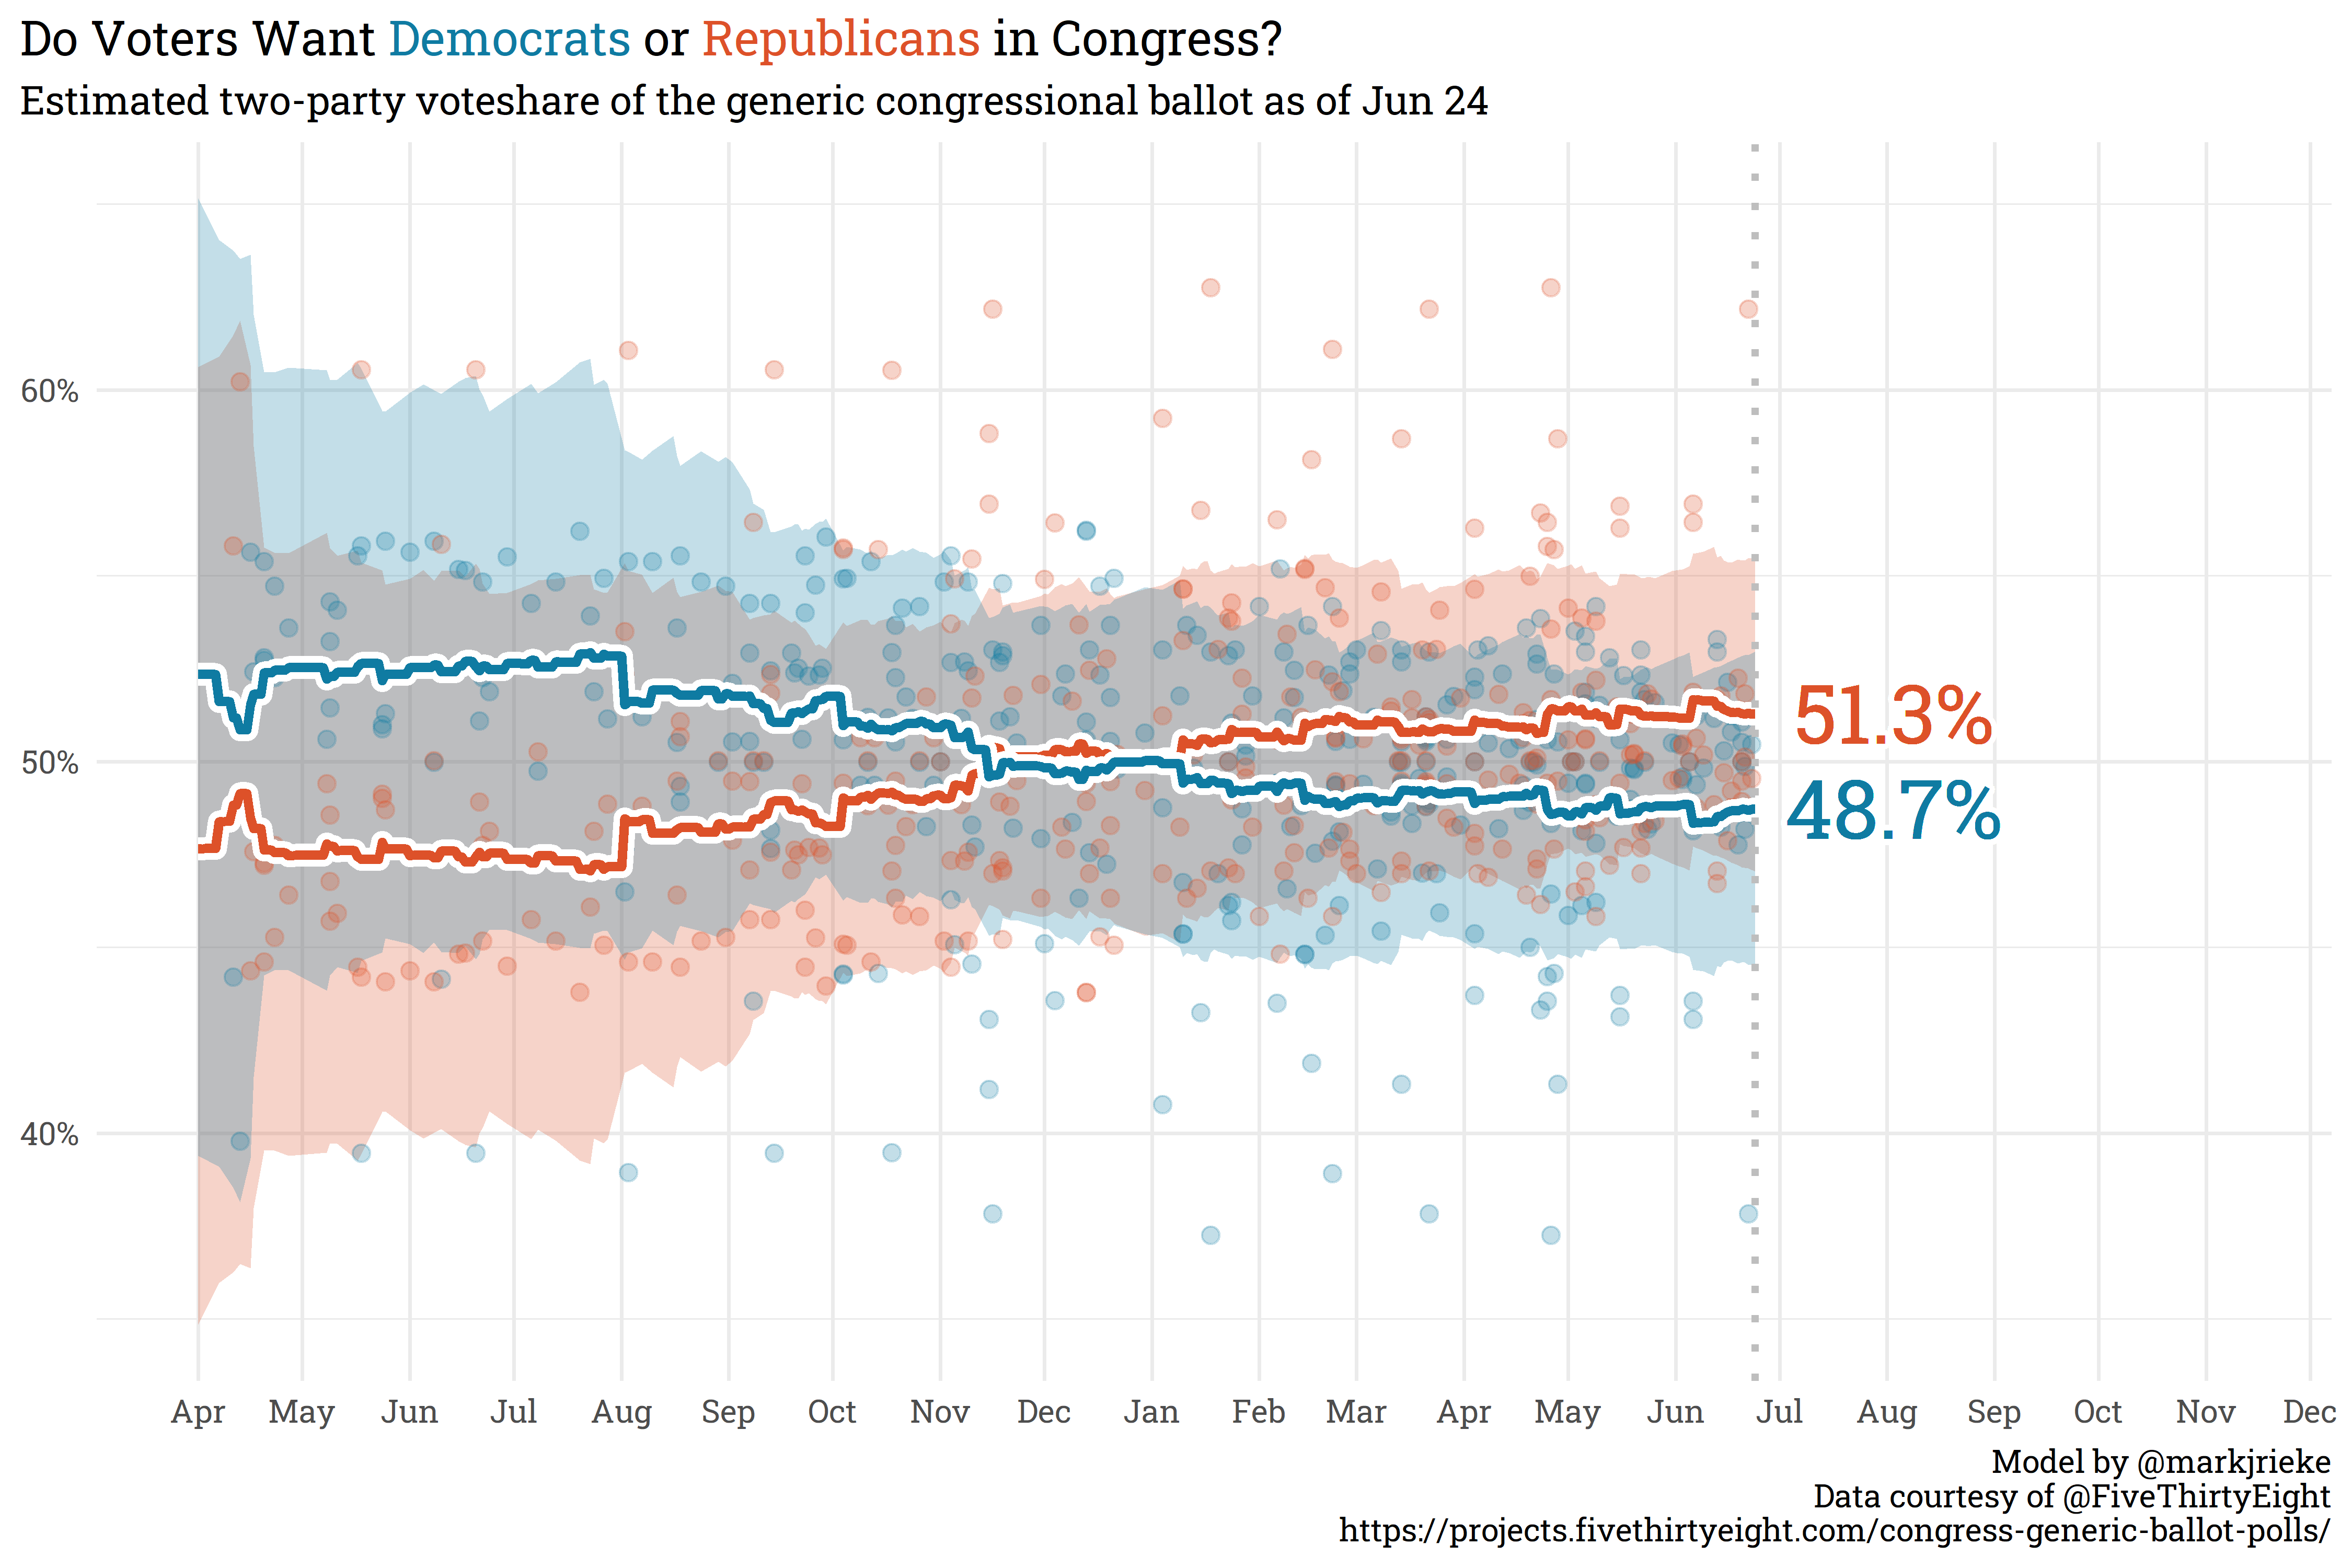 Do Voters Want Democrats or Republicans in Congress?
Estimated two-party voteshare of the generic congressional ballot as of Jun 24
60%
50%
40%
51.3%
48.7%
Apr May Jun Jul Aug Sep Oct Nov Dec Jan Feb Mar Apr May Jun Jul Aug Sep Oct Nov Dec
Model by @markjrieke
Data courtesy of @FiveThirtyEight
https://projects.fivethirtyeight.com/congress-generic-ballot-polls/